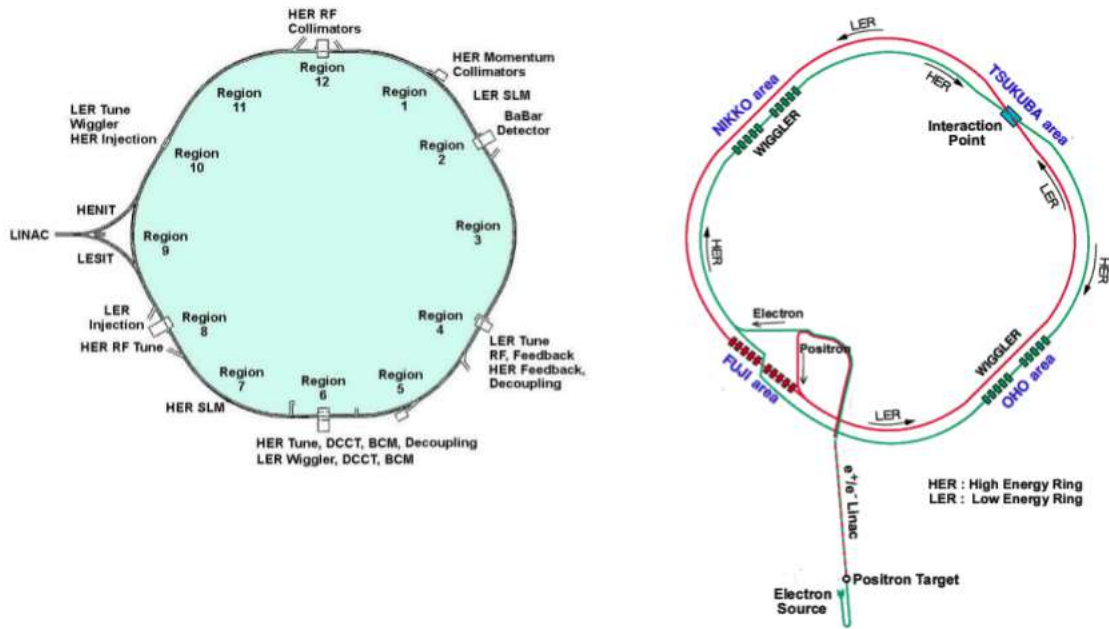 HER RF
Collimators
Region
12
HER Momentum
Collimators
Region
1
LER SLM
BaBar
Detector
Region
2
Region
3
Region
4
LER Tune
RF, Feedback
HER Feedback,
Decoupling
Region
5
Region
6
HER Tune, DCCT, BCM, Decoupling
LER Wiggler, DCCT, BCM
Region
7
HER SLM
Region
8
HER RF Tune
LER
Injection
Region
9
LINAC
HENIT
LESIT
Region
10
LER Tune
Wiggler
HER Injection
Region
11
LER
HER
TSUKUBA area
NIKKO area
WIGGLER
Interaction
Point
LER
HER
HER
Electron
Positron
FUJI area
LER
WIGGLER
OHO area
HER : High Energy Ring
LER : Low Energy Ring
e+/e- Linac
Positron Target
Electron
Source